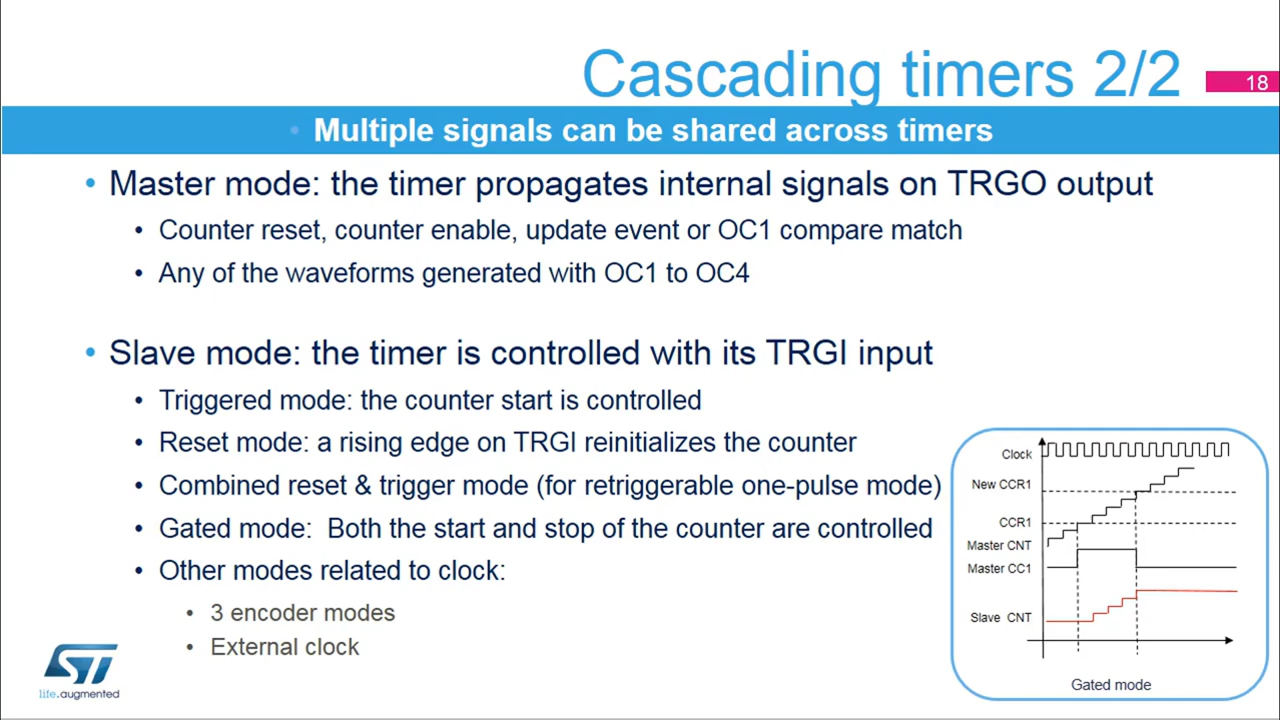 Cascading timers 2/2
18
• Multiple signals can be shared across timers
• Master mode: the timer propagates internal signals on TRGO output
• Counter reset, counter enable, update event or OC1 compare match
• Any of the waveforms generated with OC1 to OC4
• Slave mode: the timer is controlled with its TRGI input
• Triggered mode: the counter start is controlled
• Reset mode: a rising edge on TRGI reinitializes the counter
• Combined reset & trigger mode (for retriggerable one-pulse mode)
• Gated mode:  Both the start and stop of the counter are controlled
• Other modes related to clock:
• 3 encoder modes
• External clock
Clock
New CCR1
CCR1
Master CNT
Master CC1
Slave CNT
Gated mode
ST
life.augmented